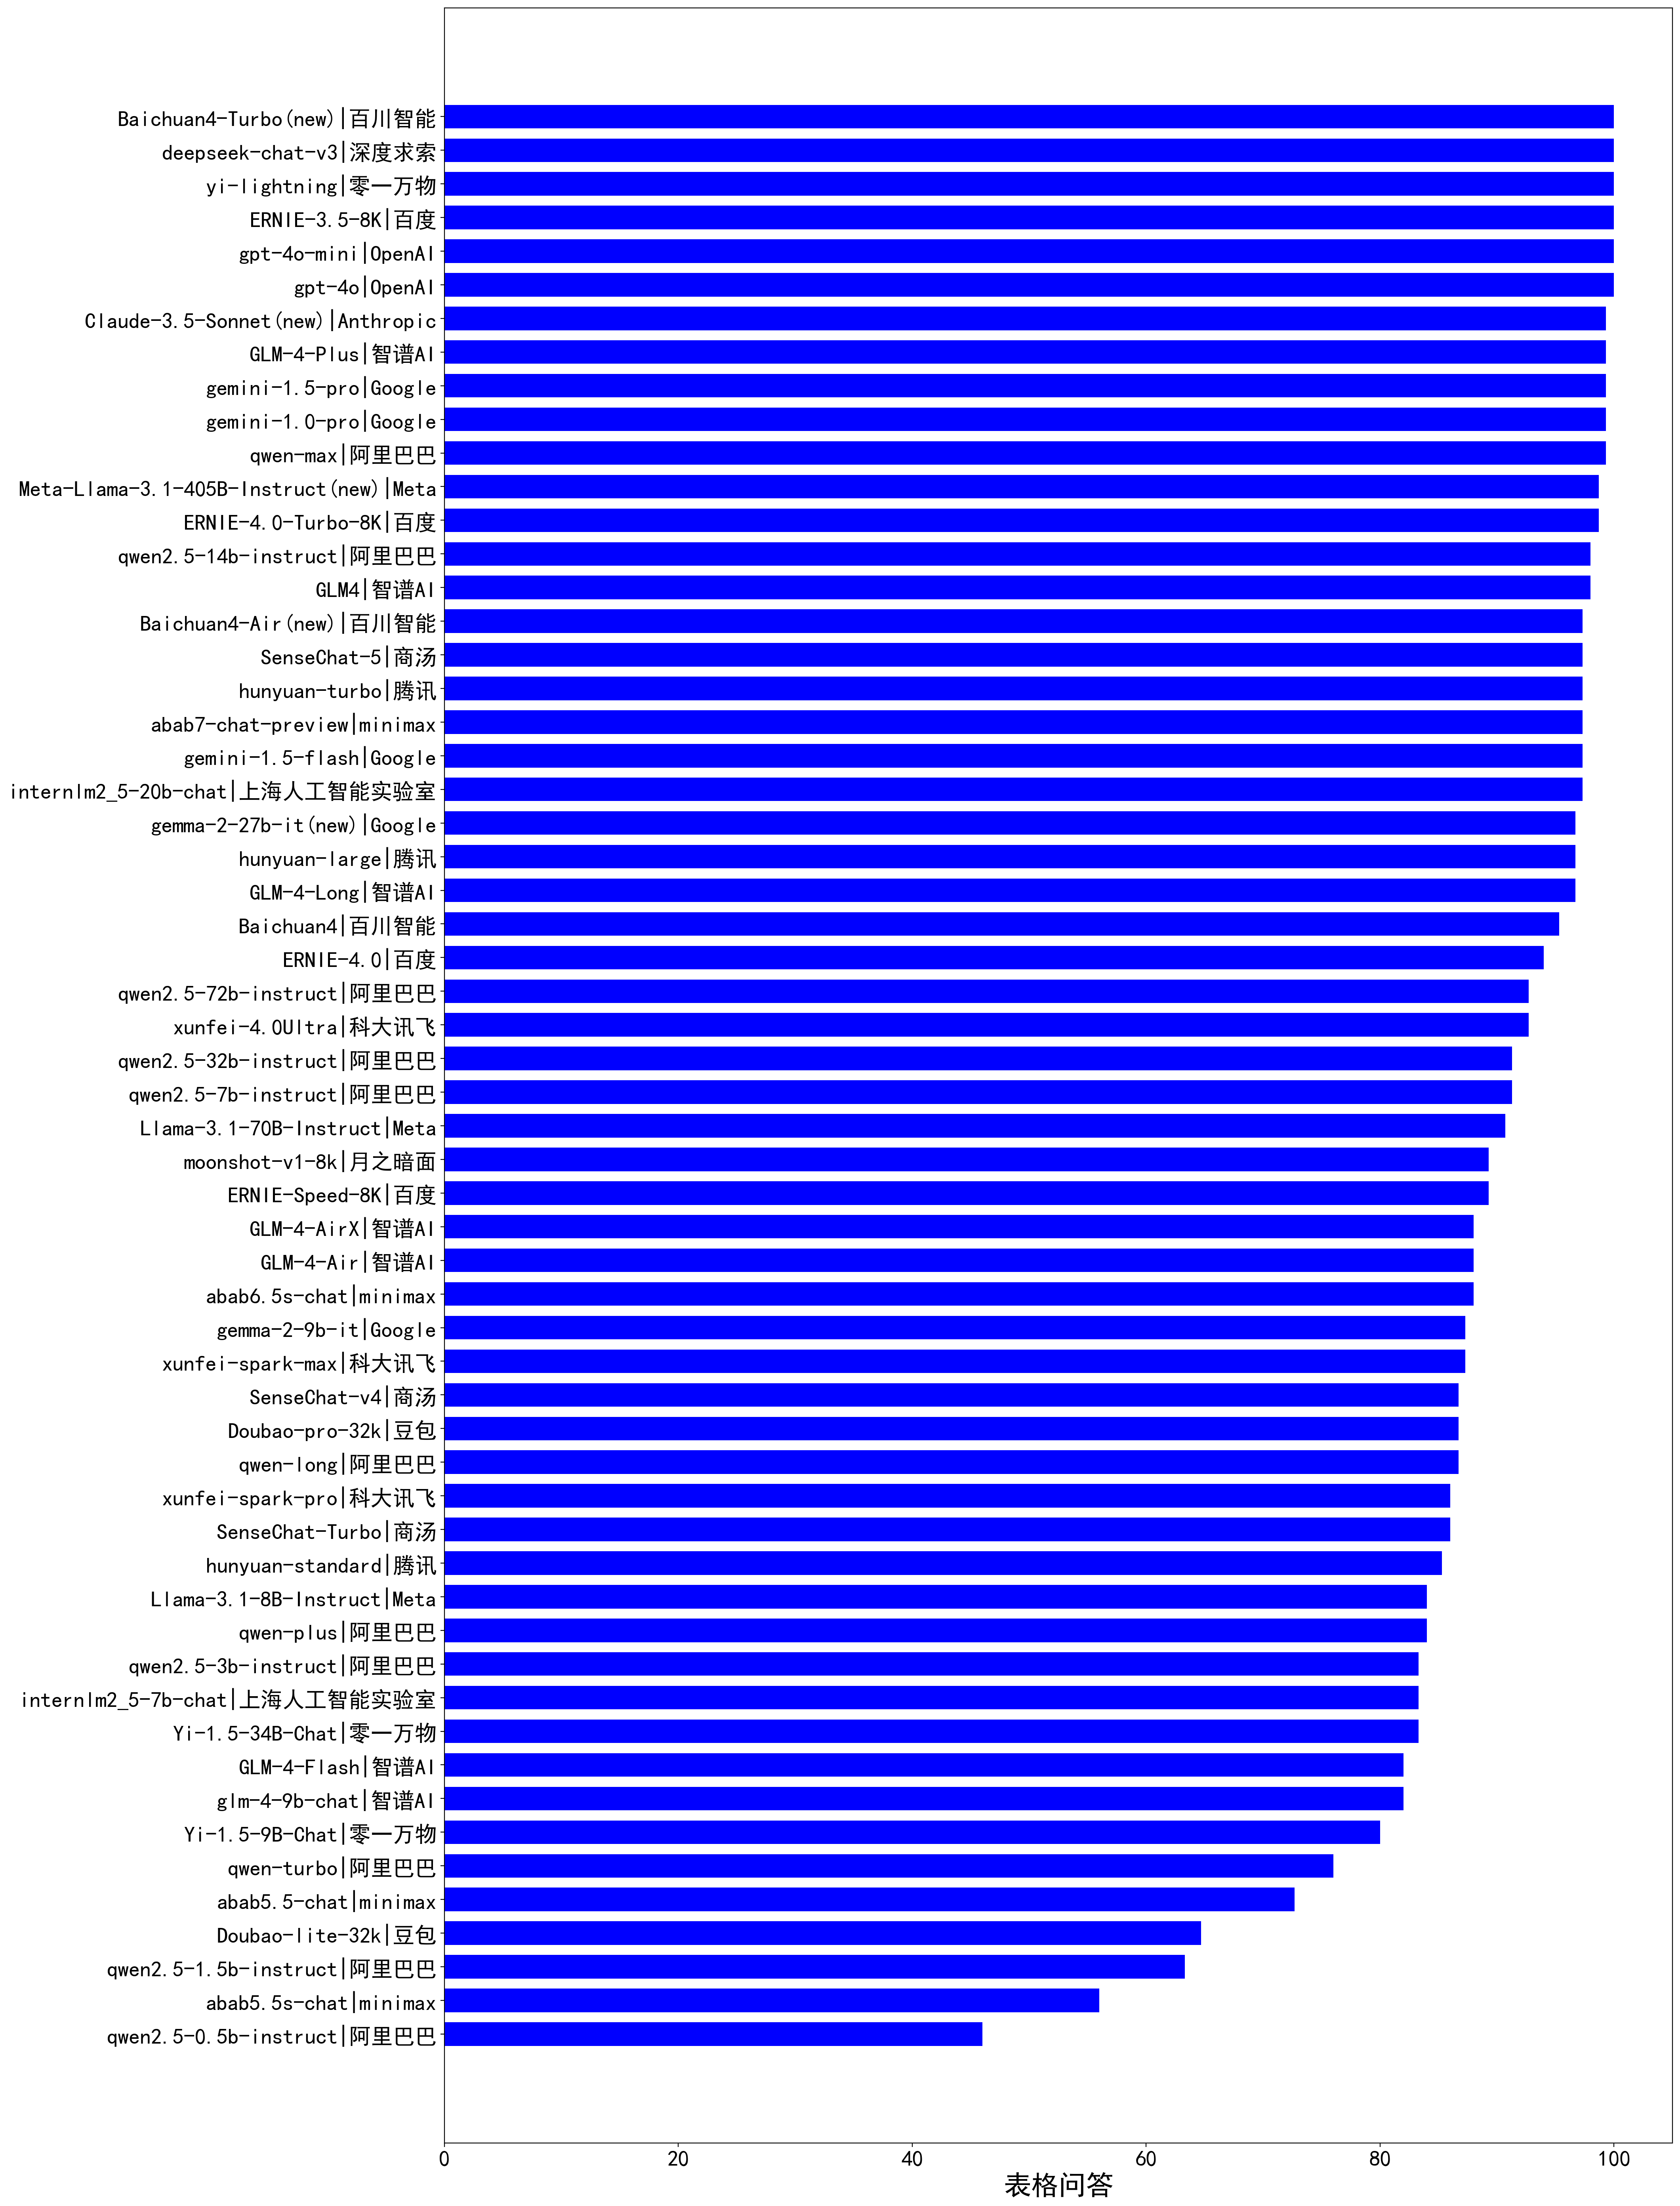 Baichuan4-Turbo(new)|百川智能
deepseek-chat-v3|深度求索
yi-lightning|零一万物
ERNIE-3.5-8K|百度
gpt-4o-mini|OpenAI
gpt-4o|OpenAI
Claude-3.5-Sonnet(new)|Anthropic
GLM-4-Plus|智谱AI
gemini-1.5-pro|Google
gemini-1.0-pro|Google
qwen-max|阿里巴巴
Meta-Llama-3.1-405B-Instruct(new)|Meta
ERNIE-4.0-Turbo-8K|百度
qwen2.5-14b-instruct|阿里巴巴
GLM4|智谱AI
Baichuan4-Air(new)|百川智能
SenseChat-5|商汤
hunyuan-turbo|腾讯
abab7-chat-preview|minimax
gemini-1.5-flash|Google
internlm2_5-20b-chat|上海人工智能实验室
gemma-2-27b-it(new)|Google
hunyuan-large|腾讯
GLM-4-Long|智谱AI
Baichuan4|百川智能
ERNIE-4.0|百度
qwen2.5-72b-instruct|阿里巴巴
xunfei-4.0Ultra|科大讯飞
qwen2.5-32b-instruct|阿里巴巴
qwen2.5-7b-instruct|阿里巴巴
Llama-3.1-70B-Instruct|Meta
moonshot-v1-8k|月之暗面
ERNIE-Speed-8K|百度
GLM-4-AirX|智谱AI
GLM-4-Air|智谱AI
abab6.5s-chat|minimax
gemma-2-9b-it|Google
xunfei-spark-max|科大讯飞
SenseChat-v4|商汤
Doubao-pro-32k|豆包
qwen-long|阿里巴巴
xunfei-spark-pro|科大讯飞
SenseChat-Turbo|商汤
hunyuan-standard|腾讯
Llama-3.1-8B-Instruct|Meta
qwen-plus|阿里巴巴
qwen2.5-3b-instruct|阿里巴巴
internlm2_5-7b-chat|上海人工智能实验室
Yi-1.5-34B-Chat|零一万物
GLM-4-Flash|智谱AI
glm-4-9b-chat|智谱AI
Yi-1.5-9B-Chat|零一万物
qwen-turbo|阿里巴巴
abab5.5-chat|minimax
Doubao-lite-32k|豆包
qwen2.5-1.5b-instruct|阿里巴巴
abab5.5s-chat|minimax
qwen2.5-0.5b-instruct|阿里巴巴
0 20 40 60 80 100
表格问答